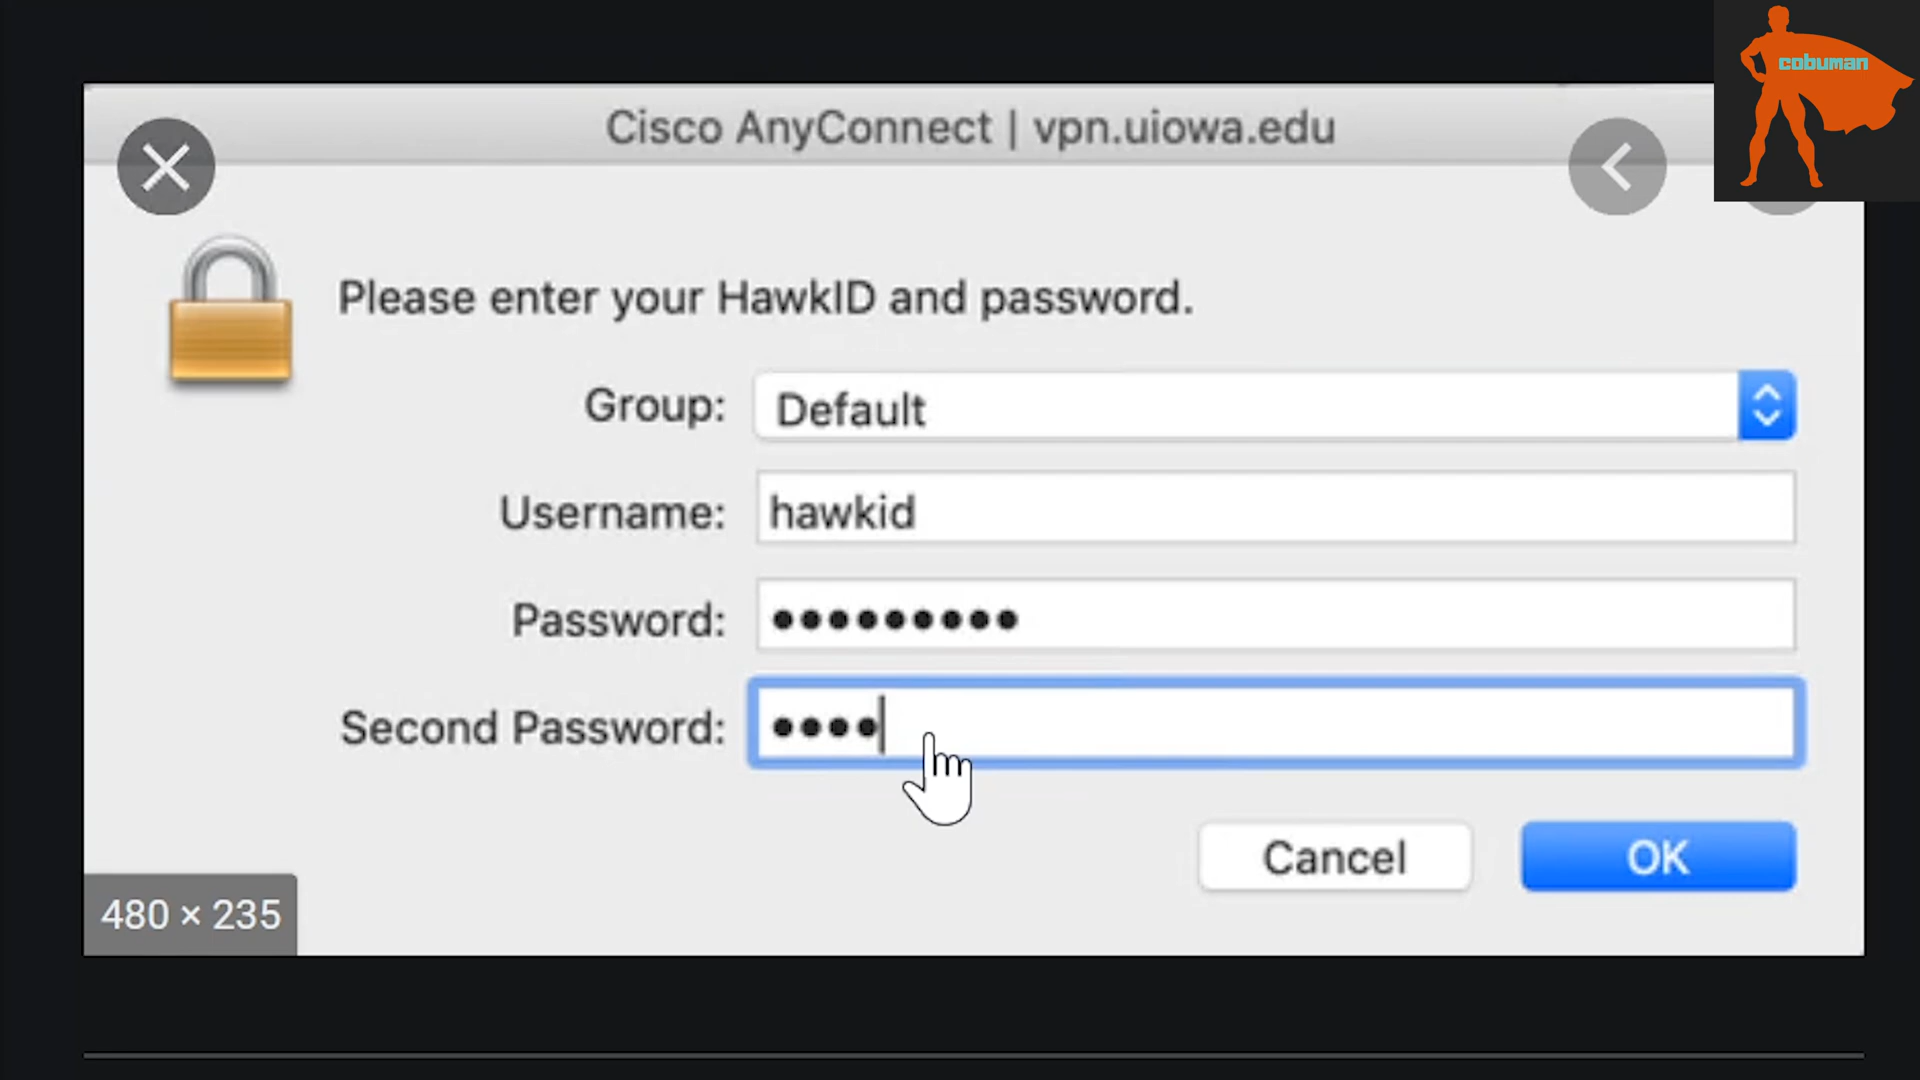 cobuman
Cisco AnyConnect | vpn.uiowa.edu
Please enter your HawkID and password.
Group: Default
Username: hawkid
Password: •••••••••
Second Password: ••••
Cancel OK
480 × 235